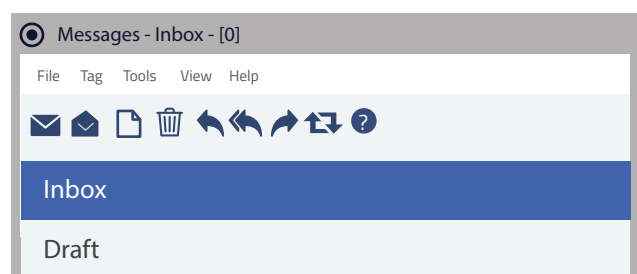 Messages - Inbox - [0]
File Tag Tools View Help
?
Inbox
Draft